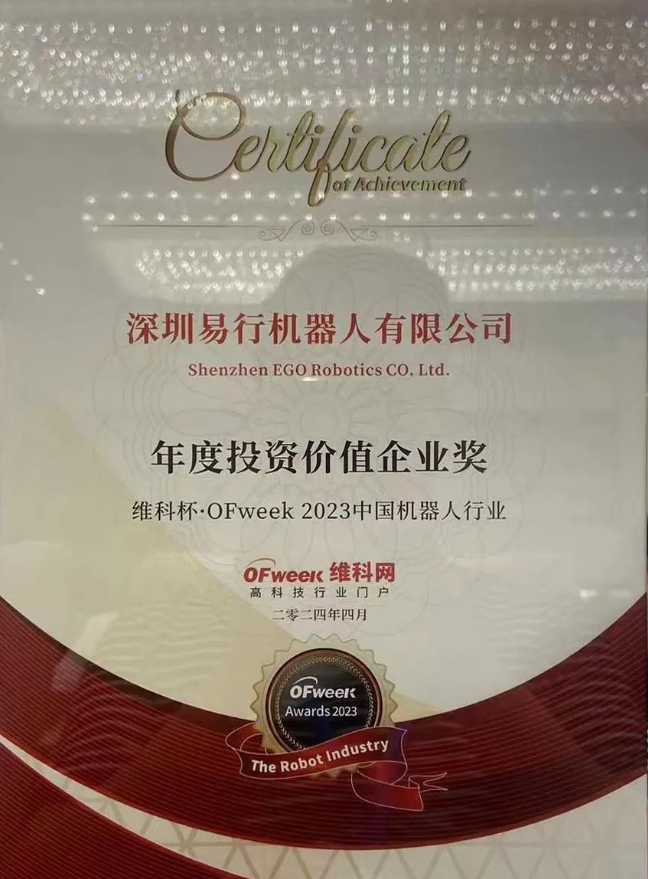 Certificate
of Achievement
深圳易行机器人有限公司
Shenzhen EGO Robotics CO. Ltd.
年度投资价值企业奖
维科杯·OFweek 2023中国机器人行业
OFweek 维科网
高科技行业门户
二零二四年四月
OFweek
Awards 2023
The Robot Industry